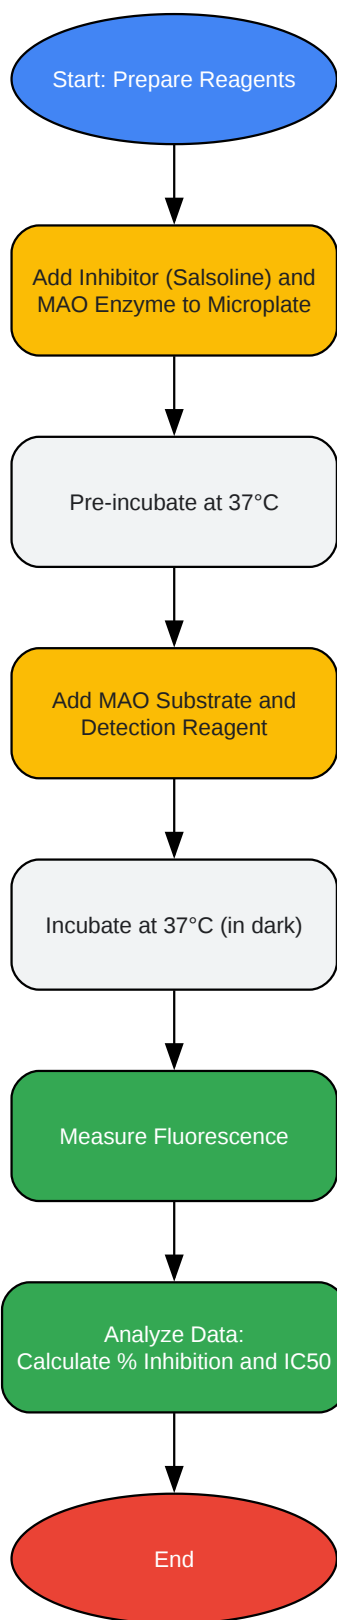 Start: Prepare Reagents
Add Inhibitor (Salsoline) and
MAO Enzyme to Microplate
Pre-incubate at 37°C
Add MAO Substrate and
Detection Reagent
Incubate at 37°C (in dark)
Measure Fluorescence
Analyze Data:
Calculate % Inhibition and IC50
End